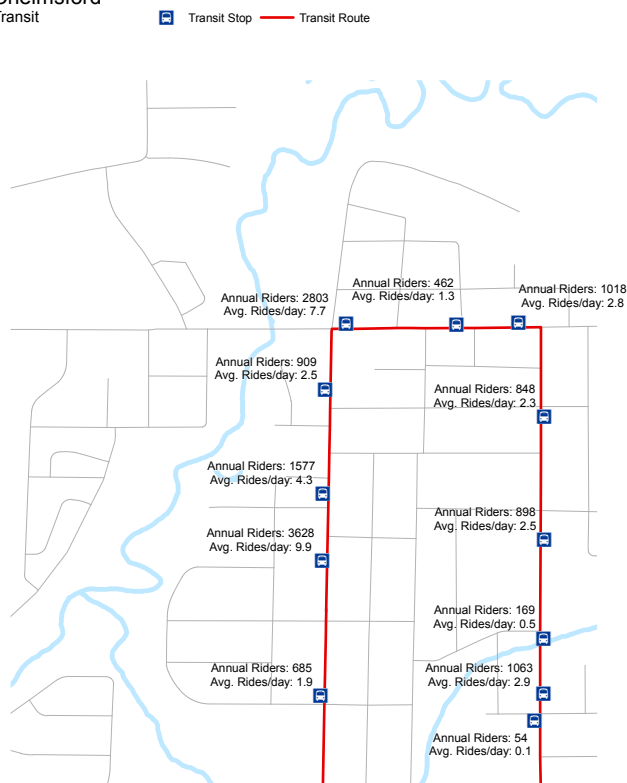 Transit
Transit Stop
Transit Route
Annual Riders: 462
Avg. Rides/day: 1.3
Annual Riders: 1018
Avg. Rides/day: 2.8
Annual Riders: 2803
Avg. Rides/day: 7.7
Annual Riders: 909
Avg. Rides/day: 2.5
Annual Riders: 848
Avg. Rides/day: 2.3
Annual Riders: 1577
Avg. Rides/day: 4.3
Annual Riders: 898
Avg. Rides/day: 2.5
Annual Riders: 3628
Avg. Rides/day: 9.9
Annual Riders: 169
Avg. Rides/day: 0.5
Annual Riders: 685
Avg. Rides/day: 1.9
Annual Riders: 1063
Avg. Rides/day: 2.9
Annual Riders: 54
Avg. Rides/day: 0.1